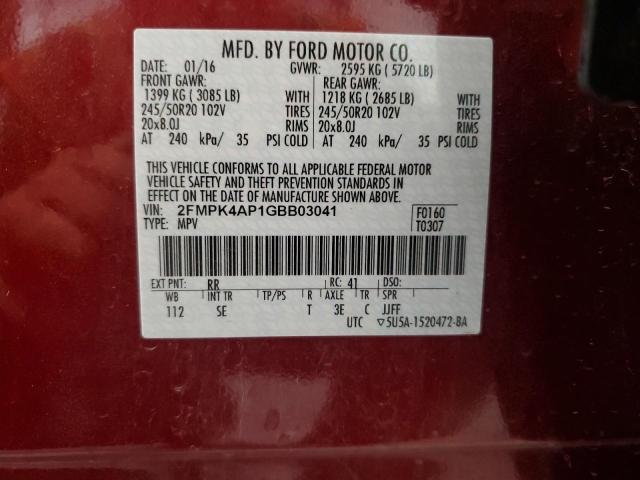 MFD. BY FORD MOTOR CO.
DATE: 01/16 GVWR: 2595 KG ( 5720 LB)
FRONT GAWR: REAR GAWR:
1399 KG ( 3085 LB) WITH 1218 KG ( 2685 LB) WITH
245/50R20 102V TIRES 245/50R20 102V TIRES
20x8.0J RIMS 20x8.0J RIMS
AT 240 kPa/ 35 PSI COLD AT 240 kPa/ 35 PSI COLD
THIS VEHICLE CONFORMS TO ALL APPLICABLE FEDERAL MOTOR
VEHICLE SAFETY AND THEFT PREVENTION STANDARDS IN
EFFECT ON THE DATE OF MANUFACTURE SHOWN ABOVE.
VIN: 2FMPK4AP1GBB03041 F0160
TYPE: MPV T0307
EXT PNT: RR RC: 41 DSO:
WB INT TR TP/PS R AXLE TR SPR
112 SE T 3E C JJFF
UTC ▽5U5A-1520472-BA